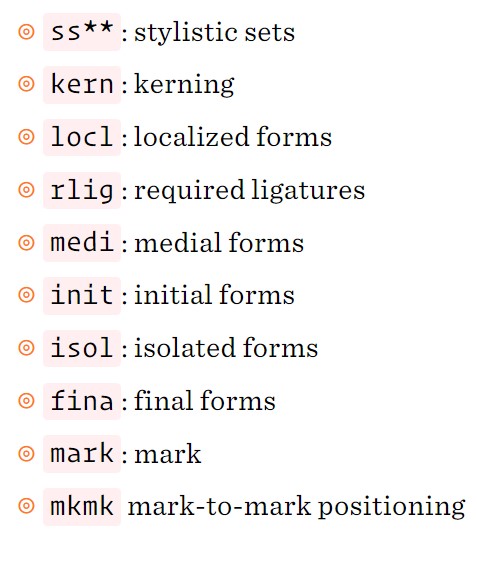 ss**: stylistic sets
kern: kerning
locl: localized forms
rlig: required ligatures
medi: medial forms
init: initial forms
isol: isolated forms
fina: final forms
mark: mark
mkmk mark-to-mark positioning